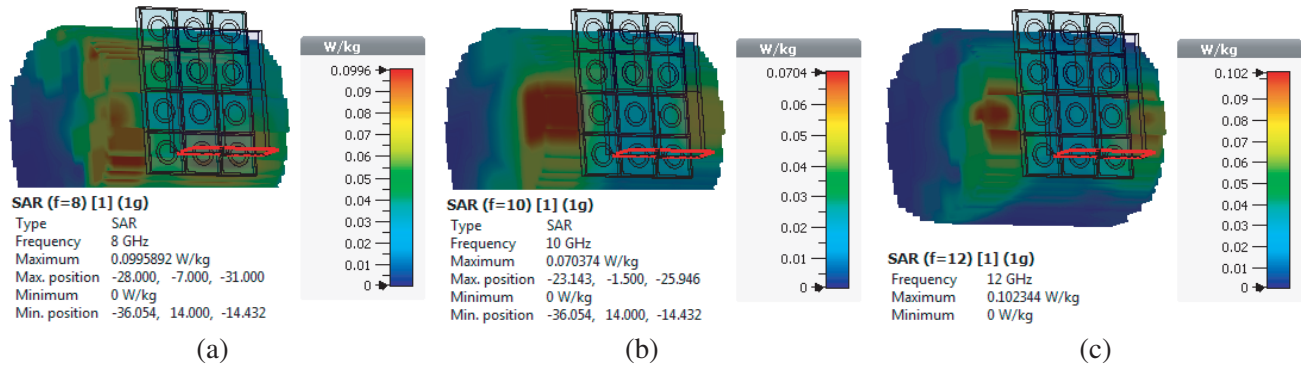 W/kg
0.0996
0.08
0.07
0.06
0.05
0.04
0.03
0.02
0.01
0
SAR (f=8) [1] (1g)
Type SAR
Frequency 8 GHz
Maximum 0.0995892 W/kg
Max. position -28.000, -7.000, -31.000
Minimum 0 W/kg
Min. position -36.054, 14.000, -14.432
(a)
W/kg
0.0704
0.06
0.05
0.04
0.03
0.02
0.01
0
SAR (f=10) [1] (1g)
Type SAR
Frequency 10 GHz
Maximum 0.070374 W/kg
Max. position -23.143, -1.500, -25.946
Minimum 0 W/kg
Min. position -36.054, 14.000, -14.432
(b)
W/kg
0.102
0.09
0.08
0.07
0.06
0.05
0.04
0.03
0.02
0.01
0
SAR (f=12) [1] (1g)
Frequency 12 GHz
Maximum 0.102344 W/kg
Minimum 0 W/kg
(c)